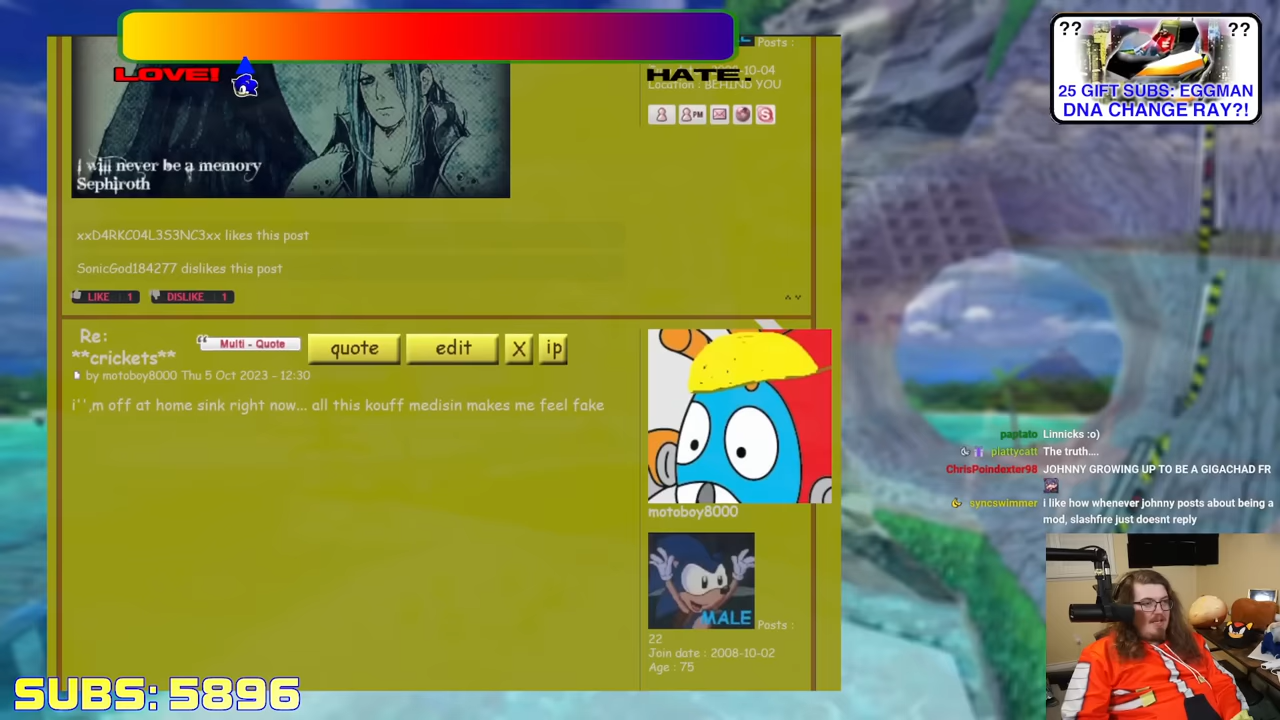 LOVE!
HATE.
Posts :
10-04
Location : BEHIND YOU
PM
I will never be a memory
Sephiroth
xxD4RKC04L3S3NC3xx likes this post
SonicGod184277 dislikes this post
LIKE 1 DISLIKE 1
Re:
**crickets**
Multi - Quote
quote
edit
X
ip
by motoboy8000 Thu 5 Oct 2023 - 12:30
i'',m off at home sink right now... all this kouff medisin makes me feel fake
motoboy8000
MALE
Posts :
22
Join date : 2008-10-02
Age : 75
SUBS: 5896
?? ??
25 GIFT SUBS: EGGMAN
DNA CHANGE RAY?!
paptato Linnicks :o)
piattycatt The truth....
ChrisPoindexter98 JOHNNY GROWING UP TO BE A GIGACHAD FR
syncswimmer i like how whenever johnny posts about being a
mod, slashfire just doesnt reply